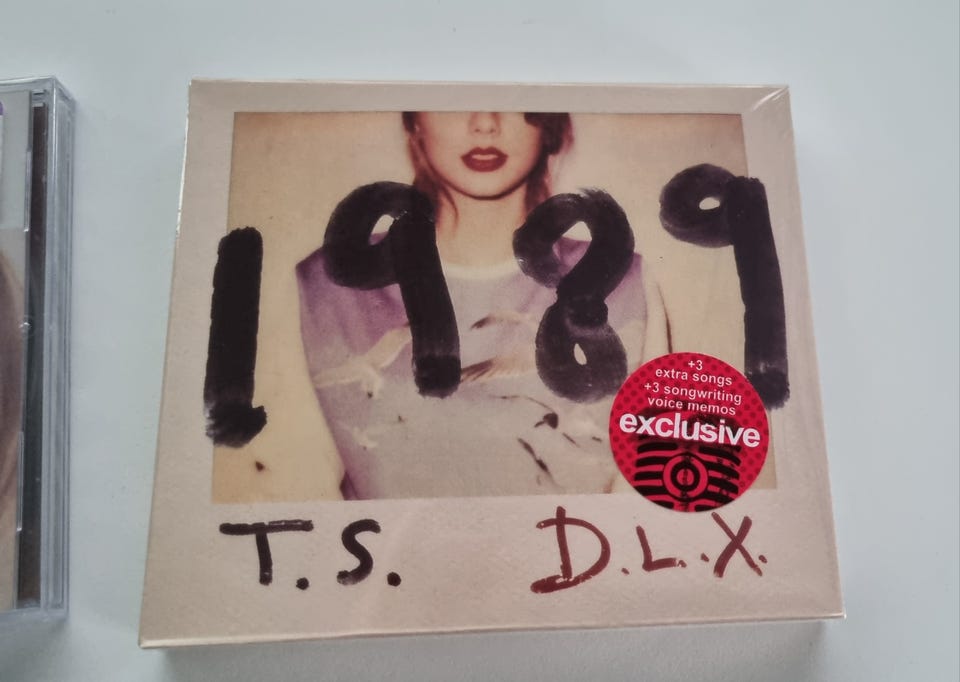 1989
+3
extra songs
+3 songwriting
voice memos
exclusive
T.S. D.L.X.